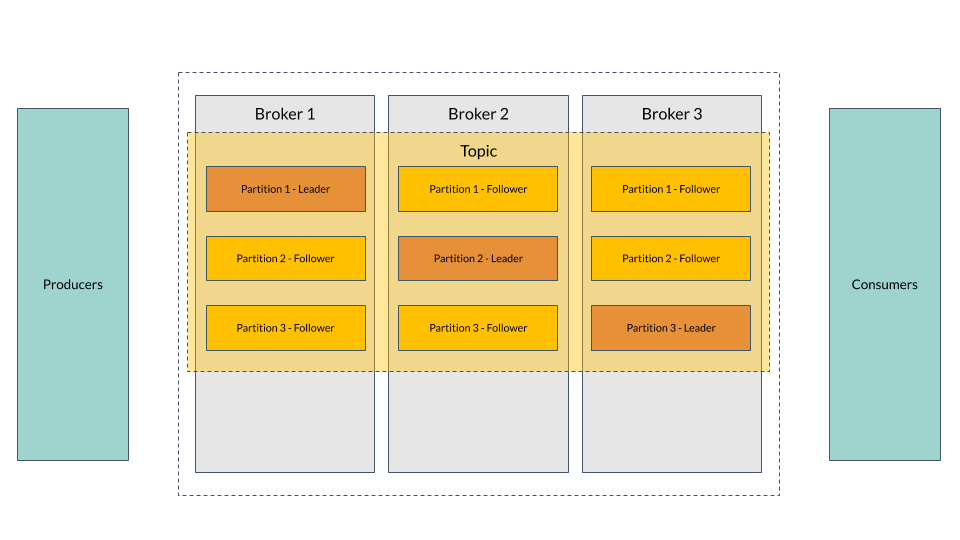 Broker 1
Broker 2
Broker 3
Topic
Partition 1 - Leader
Partition 1 - Follower
Partition 1 - Follower
Partition 2 - Follower
Partition 2 - Leader
Partition 2 - Follower
Producers
Consumers
Partition 3 - Follower
Partition 3 - Follower
Partition 3 - Leader